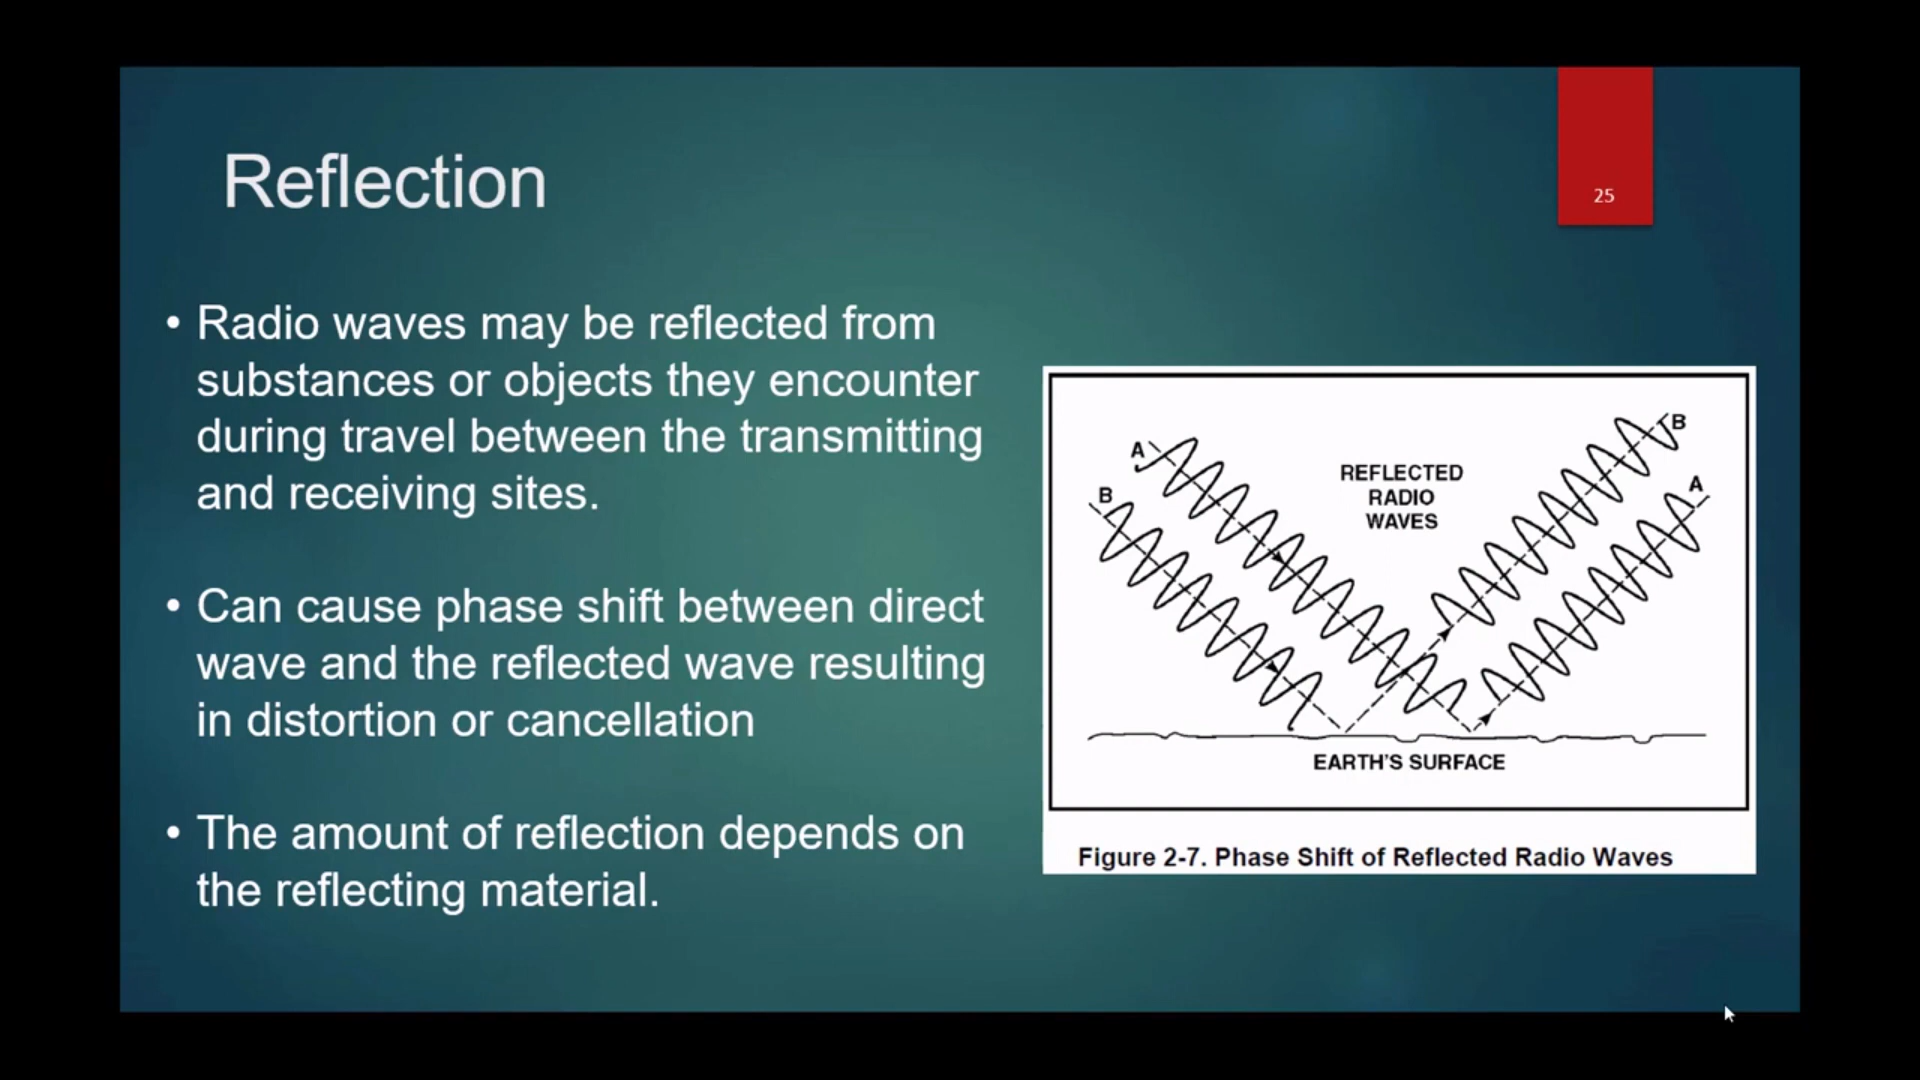 Reflection
25
• Radio waves may be reflected from
substances or objects they encounter
during travel between the transmitting
and receiving sites.
• Can cause phase shift between direct
wave and the reflected wave resulting
in distortion or cancellation
• The amount of reflection depends on
the reflecting material.
A
B
REFLECTED
RADIO
WAVES
B
A
EARTH'S SURFACE
Figure 2-7. Phase Shift of Reflected Radio Waves